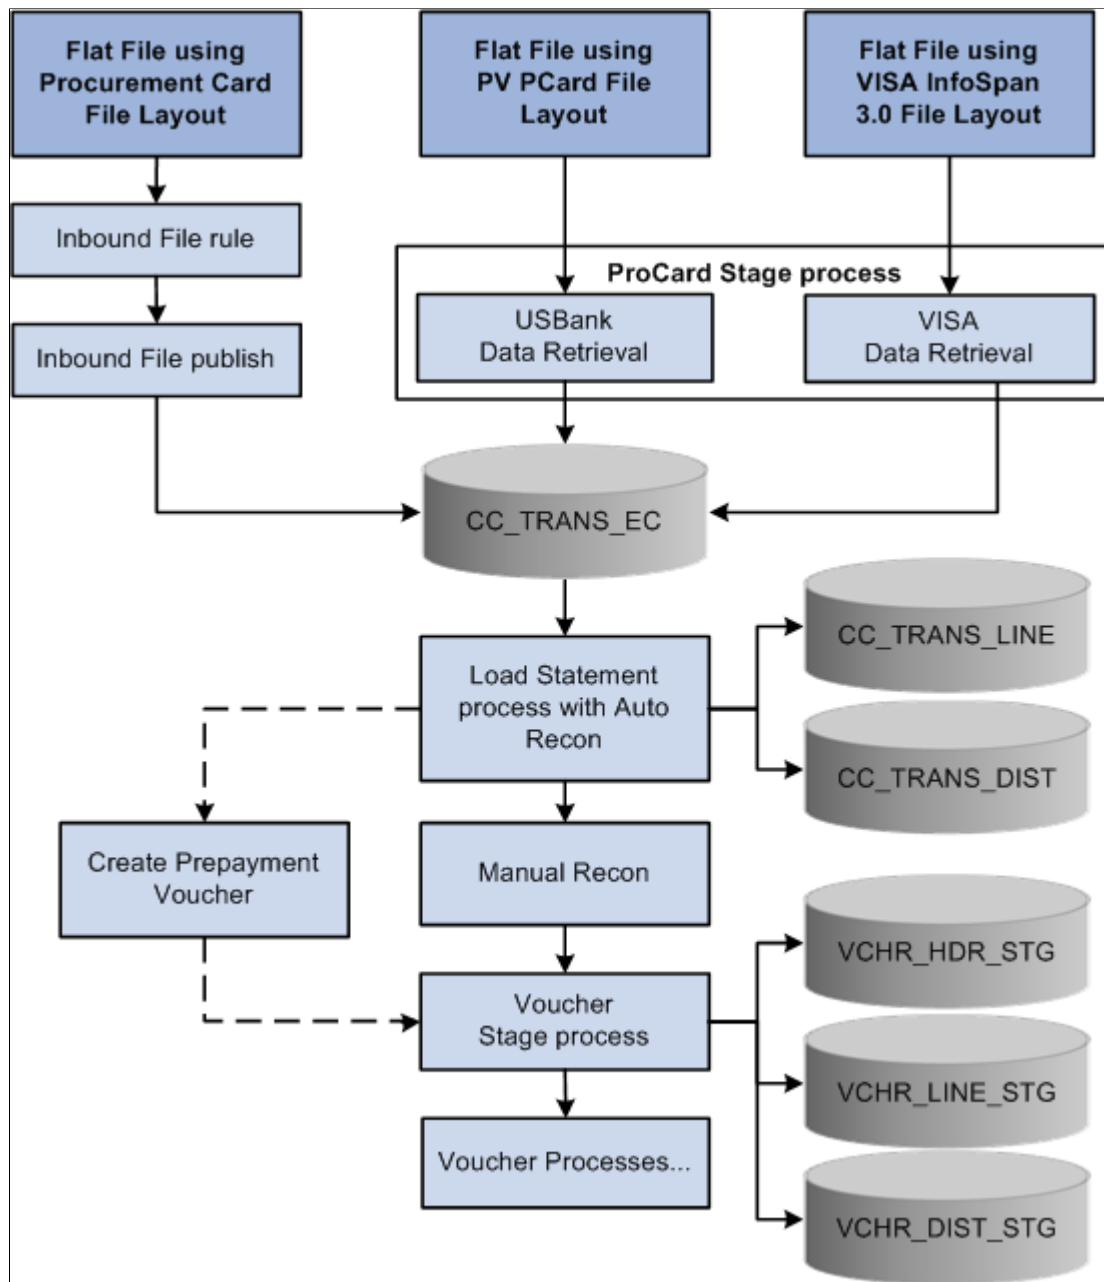 Flat File using
Procurement Card
File Layout
Flat File using
PV PCard File
Layout
Flat File using
VISA InfoSpan
3.0 File Layout
Inbound File rule
ProCard Stage process
Inbound File publish
USBank
Data Retrieval
VISA
Data Retrieval
CC_TRANS_EC
Load Statement
process with Auto
Recon
CC_TRANS_LINE
CC_TRANS_DIST
Create Prepayment
Voucher
Manual Recon
VCHR_HDR_STG
Voucher
Stage process
VCHR_LINE_STG
Voucher Processes...
VCHR_DIST_STG